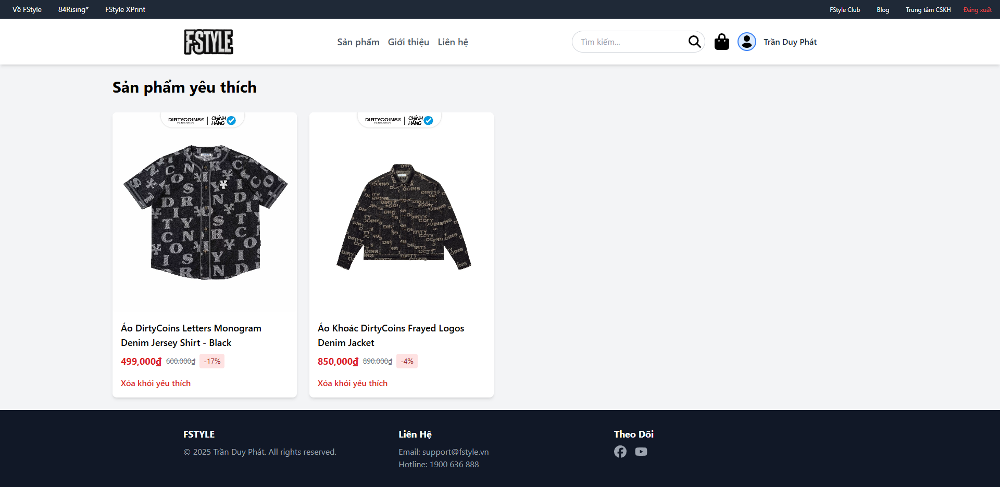 Về FStyle
84Rising*
FStyle XPrint
FStyle Club
Blog
Trung tâm CSKH
Đăng xuất
F·STYLE
Sản phẩm
Giới thiệu
Liên hệ
Tìm kiếm...
Trần Duy Phát
Sản phẩm yêu thích
DIRTYCOINS® | CHÍNH HÃNG
Áo DirtyCoins Letters Monogram
Denim Jersey Shirt - Black
499,000₫ 600,000₫ -17%
Xóa khỏi yêu thích
DIRTYCOINS® | CHÍNH HÃNG
Áo Khoác DirtyCoins Frayed Logos
Denim Jacket
850,000₫ 890,000₫ -4%
Xóa khỏi yêu thích
FSTYLE
© 2025 Trần Duy Phát. All rights reserved.
Liên Hệ
Email: support@fstyle.vn
Hotline: 1900 636 888
Theo Dõi